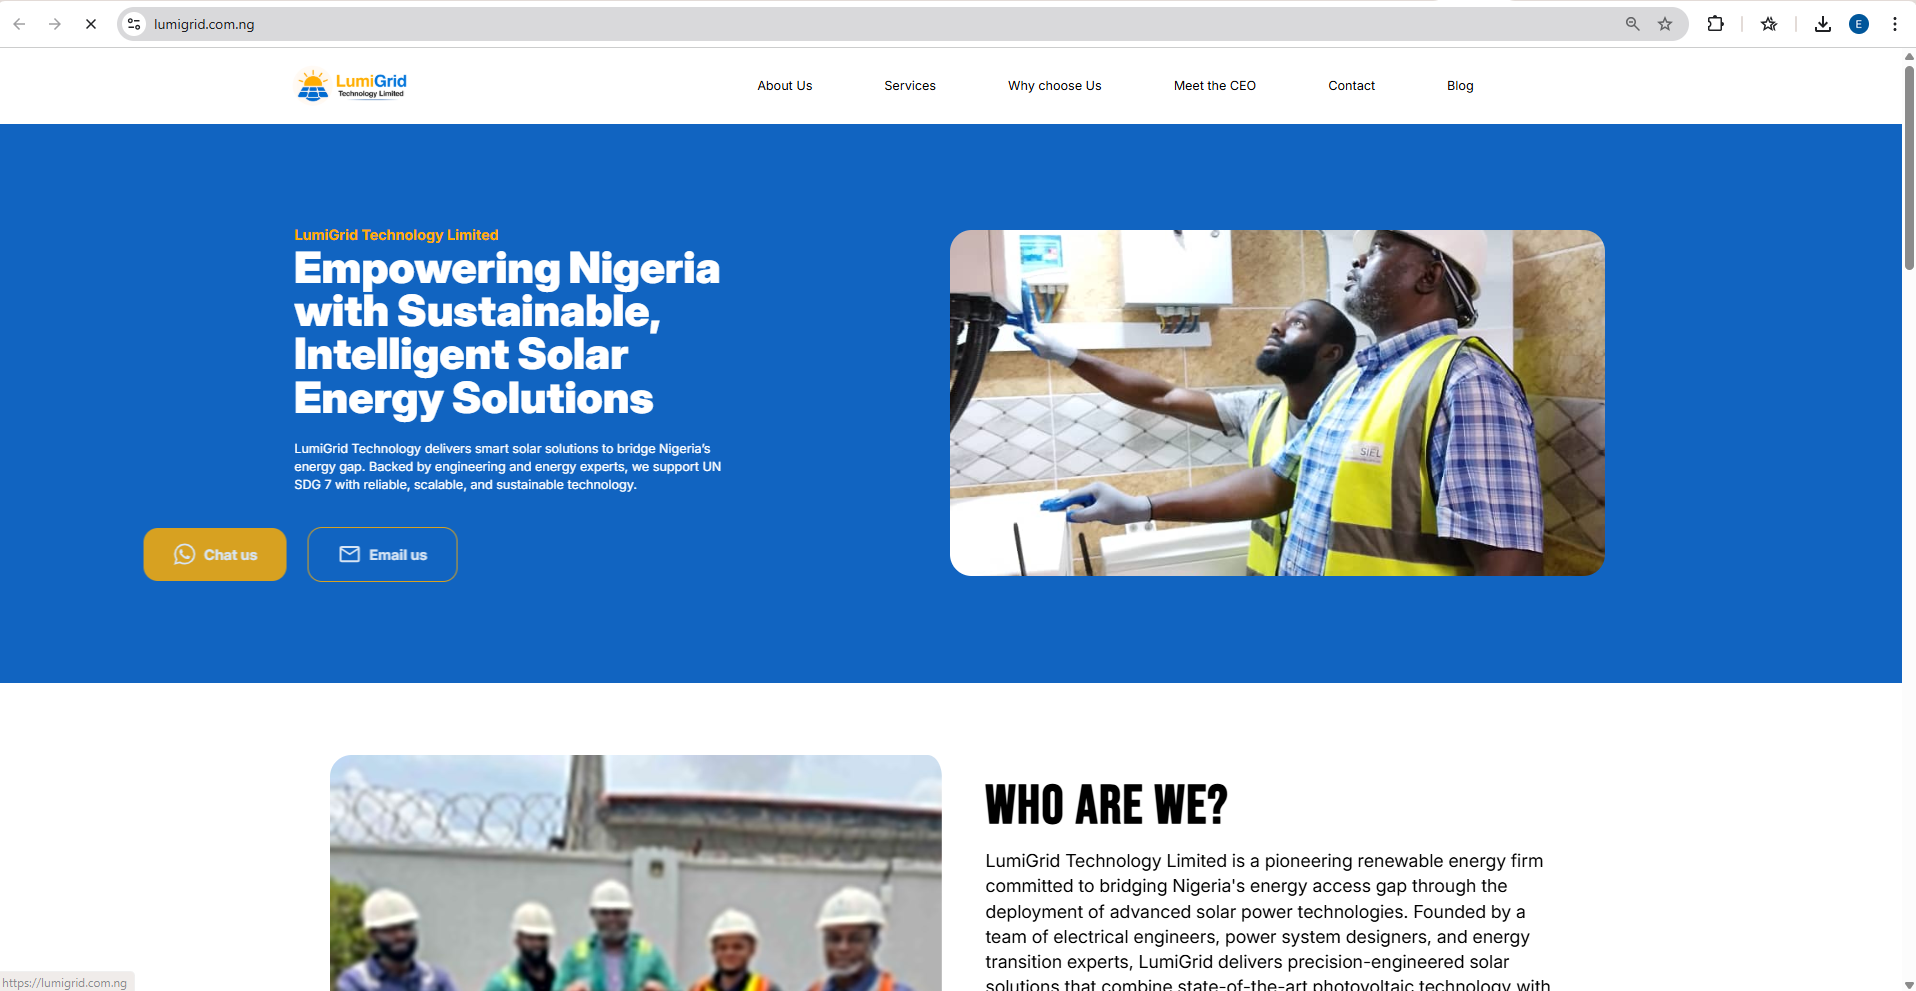 lumigrid.com.ng
E
LumiGrid
Technology Limited
About Us
Services
Why choose Us
Meet the CEO
Contact
Blog
LumiGrid Technology Limited
Empowering Nigeria
with Sustainable,
Intelligent Solar
Energy Solutions
LumiGrid Technology delivers smart solar solutions to bridge Nigeria’s
energy gap. Backed by engineering and energy experts, we support UN
SDG 7 with reliable, scalable, and sustainable technology.
Chat us
Email us
SIFL
WHO ARE WE?
LumiGrid Technology Limited is a pioneering renewable energy firm
committed to bridging Nigeria's energy access gap through the
deployment of advanced solar power technologies. Founded by a
team of electrical engineers, power system designers, and energy
transition experts, LumiGrid delivers precision-engineered solar
solutions that combine state-of-the-art photovoltaic technology with
https://lumigrid.com.ng